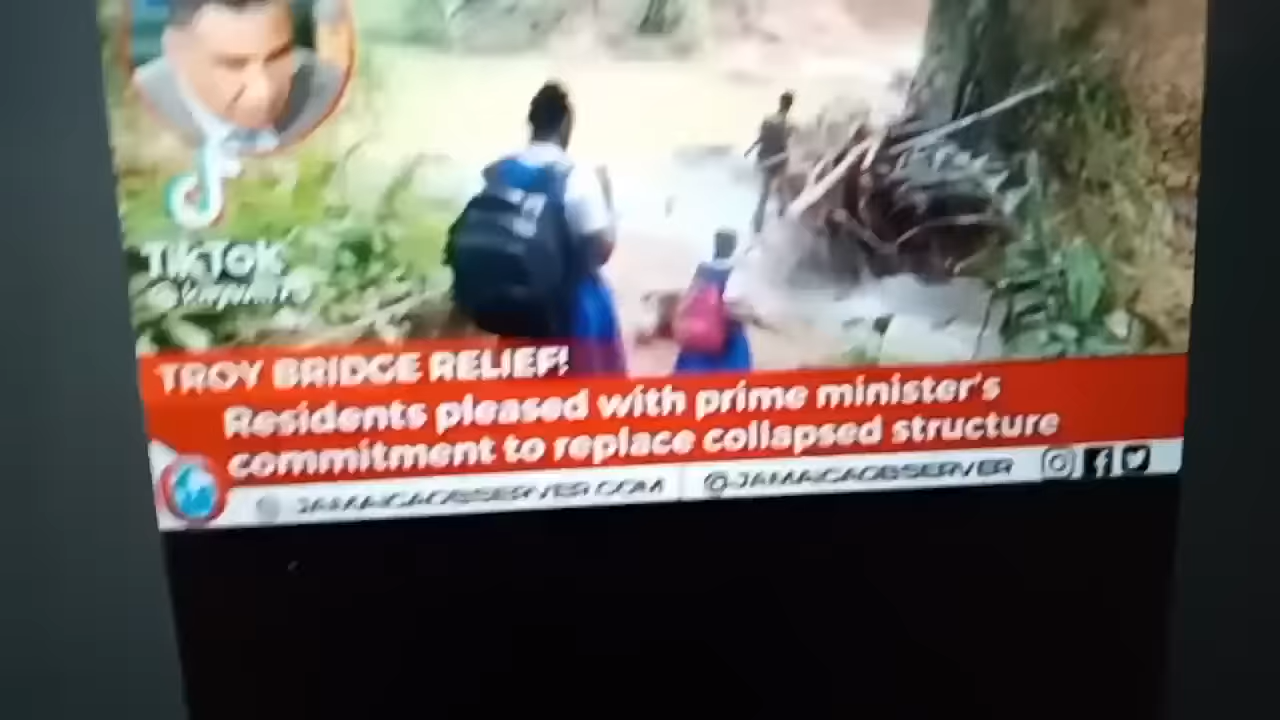 TIKTOK
TROY BRIDGE RELIEF!
Residents pleased with prime minister's
commitment to replace collapsed structure
JAMAICAOBSERVER.COM
@JAMAICAOBSERVER